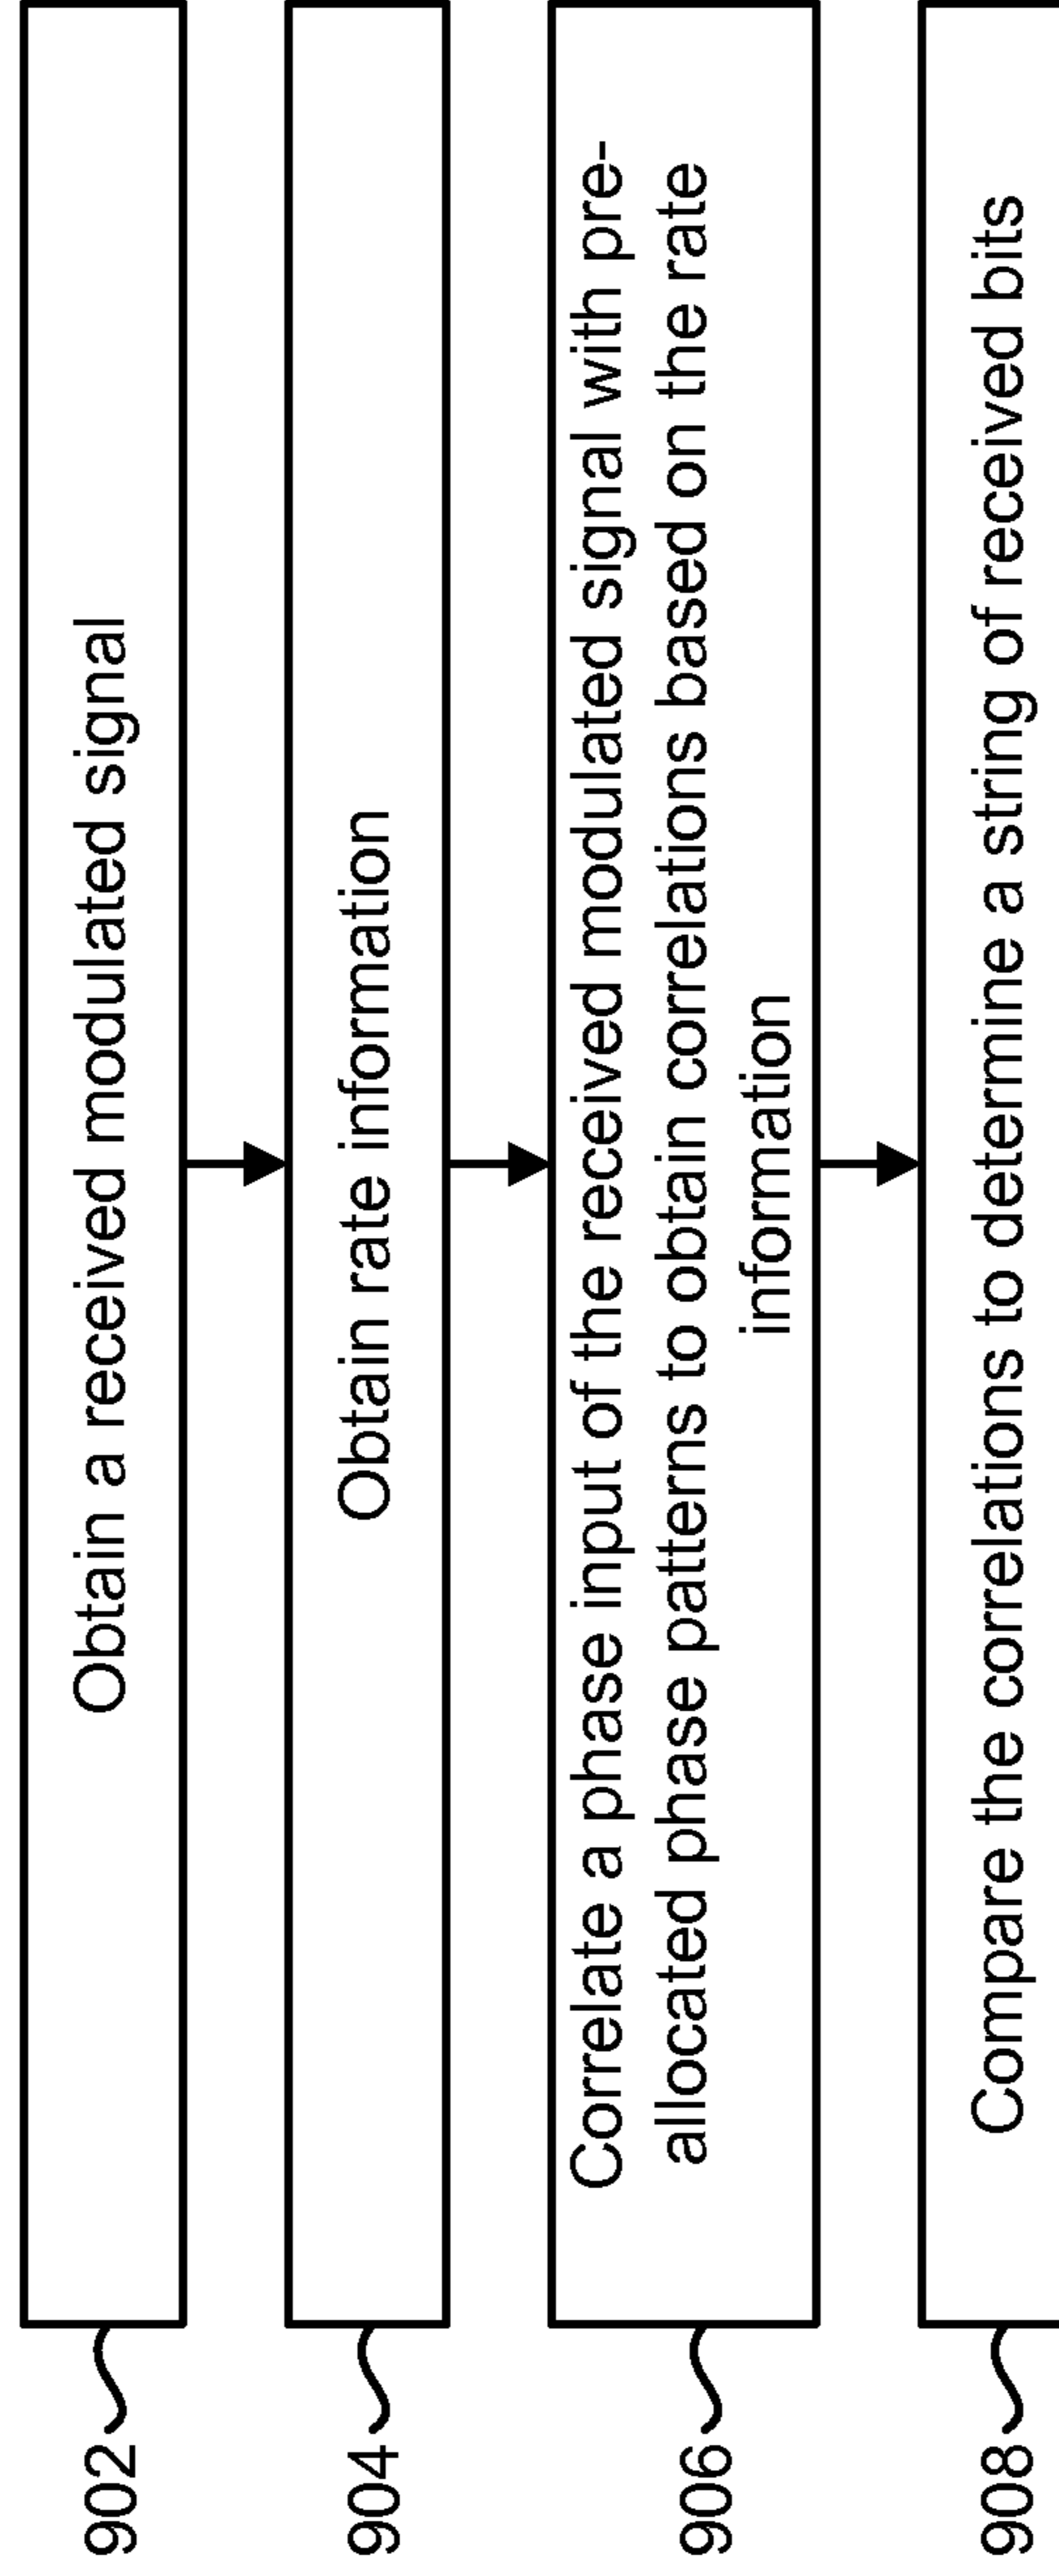 902
Obtain a received modulated signal
904
Obtain rate information
906
Correlate a phase input of the received modulated signal with pre-
allocated phase patterns to obtain correlations based on the rate
information
908
Compare the correlations to determine a string of received bits